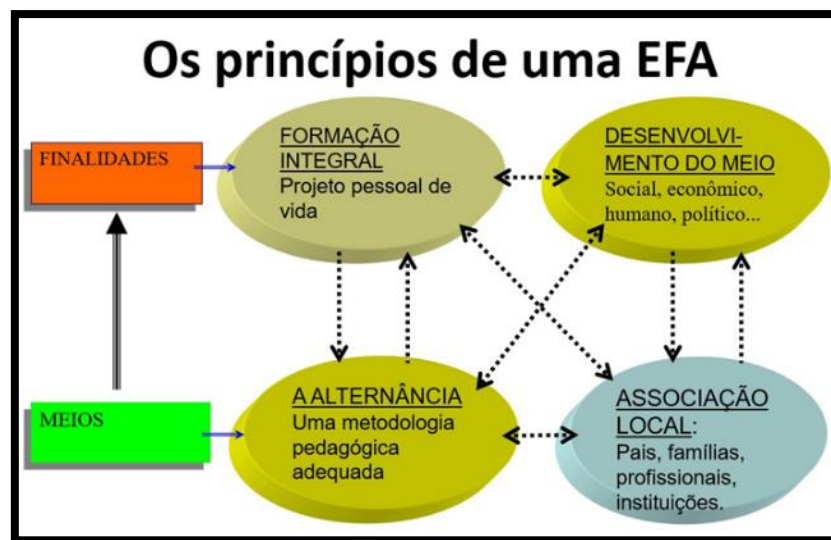 Os princípios de uma EFA
FINALIDADES
FORMAÇÃO
INTEGRAL
Projeto pessoal de
vida
DESENVOLVI-
MENTO DO MEIO
Social, econômico,
humano, político...
MEIOS
A ALTERNÂNCIA
Uma metodologia
pedagógica
adequada
ASSOCIAÇÃO
LOCAL:
Pais, famílias,
profissionais,
instituições.